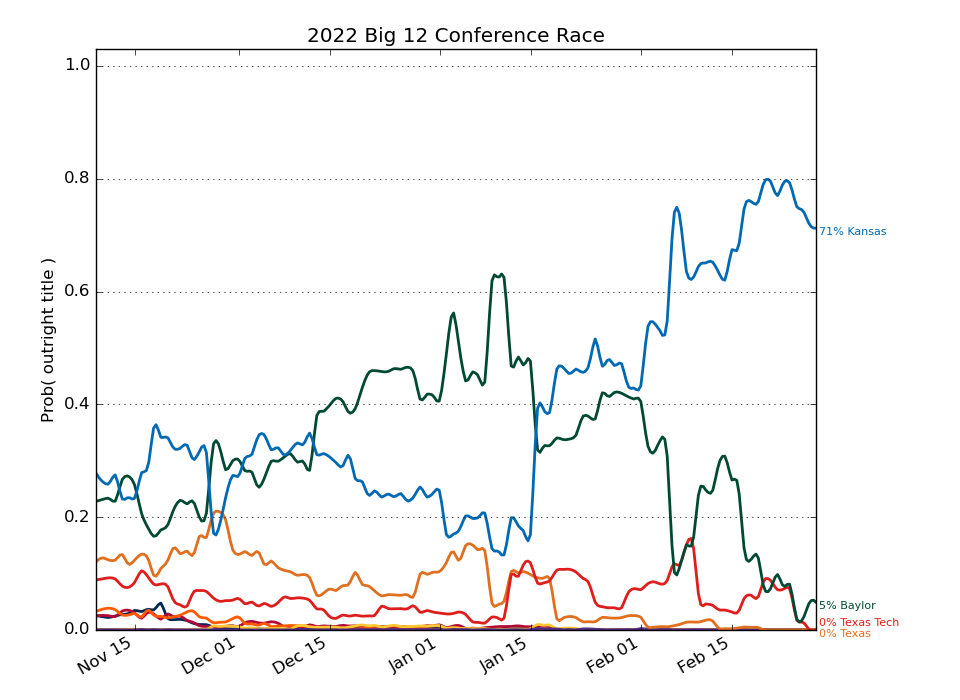 2022 Big 12 Conference Race
Prob( outright title )
1.0
0.8
0.6
0.4
0.2
0.0
Nov 15
Dec 01
Dec 15
Jan 01
Jan 15
Feb 01
Feb 15
71% Kansas
5% Baylor
0% Texas Tech
0% Texas